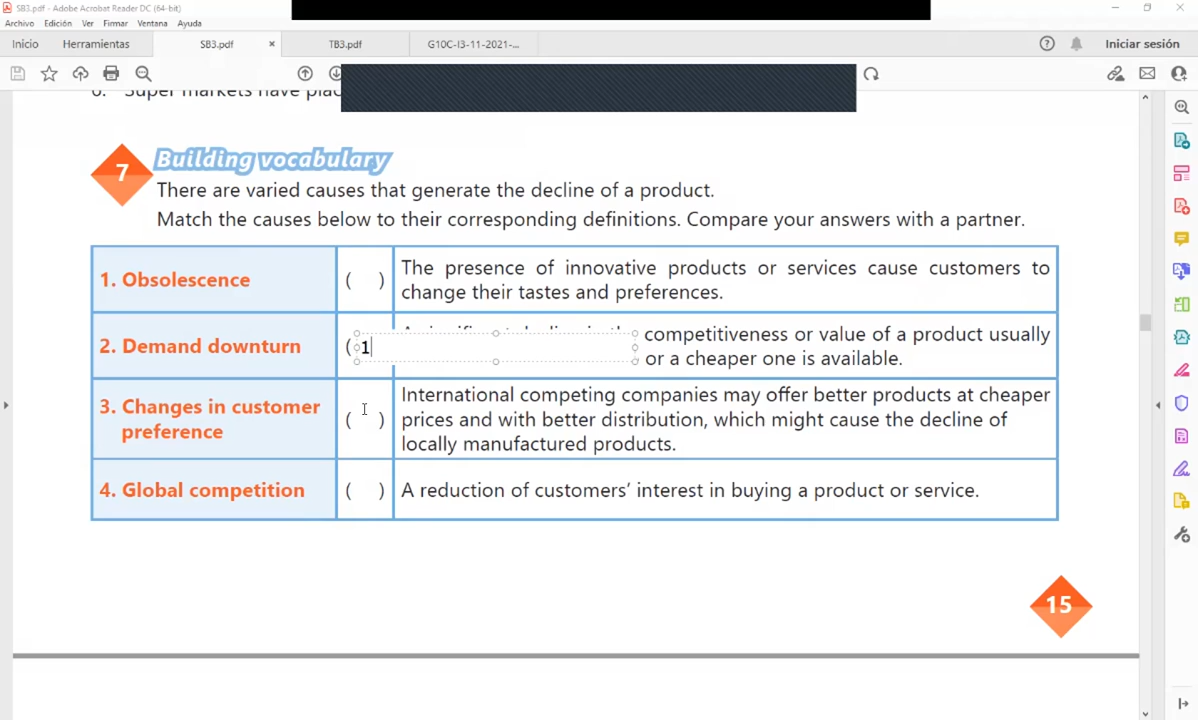 SB3.pdf - Adobe Acrobat Reader DC (64-bit)
Archivo Edición Ver Firmar Ventana Ayuda
Inicio Herramientas SB3.pdf × TB3.pdf G10C-I3-11-2021-... Iniciar sesión
6. Super markets have
7 Building vocabulary
There are varied causes that generate the decline of a product.
Match the causes below to their corresponding definitions. Compare your answers with a partner.
1. Obsolescence ( ) The presence of innovative products or services cause customers to
change their tastes and preferences.
2. Demand downturn ( 1 competitiveness or value of a product usually
or a cheaper one is available.
3. Changes in customer
preference ( ) International competing companies may offer better products at cheaper
prices and with better distribution, which might cause the decline of
locally manufactured products.
4. Global competition ( ) A reduction of customers’ interest in buying a product or service.
15